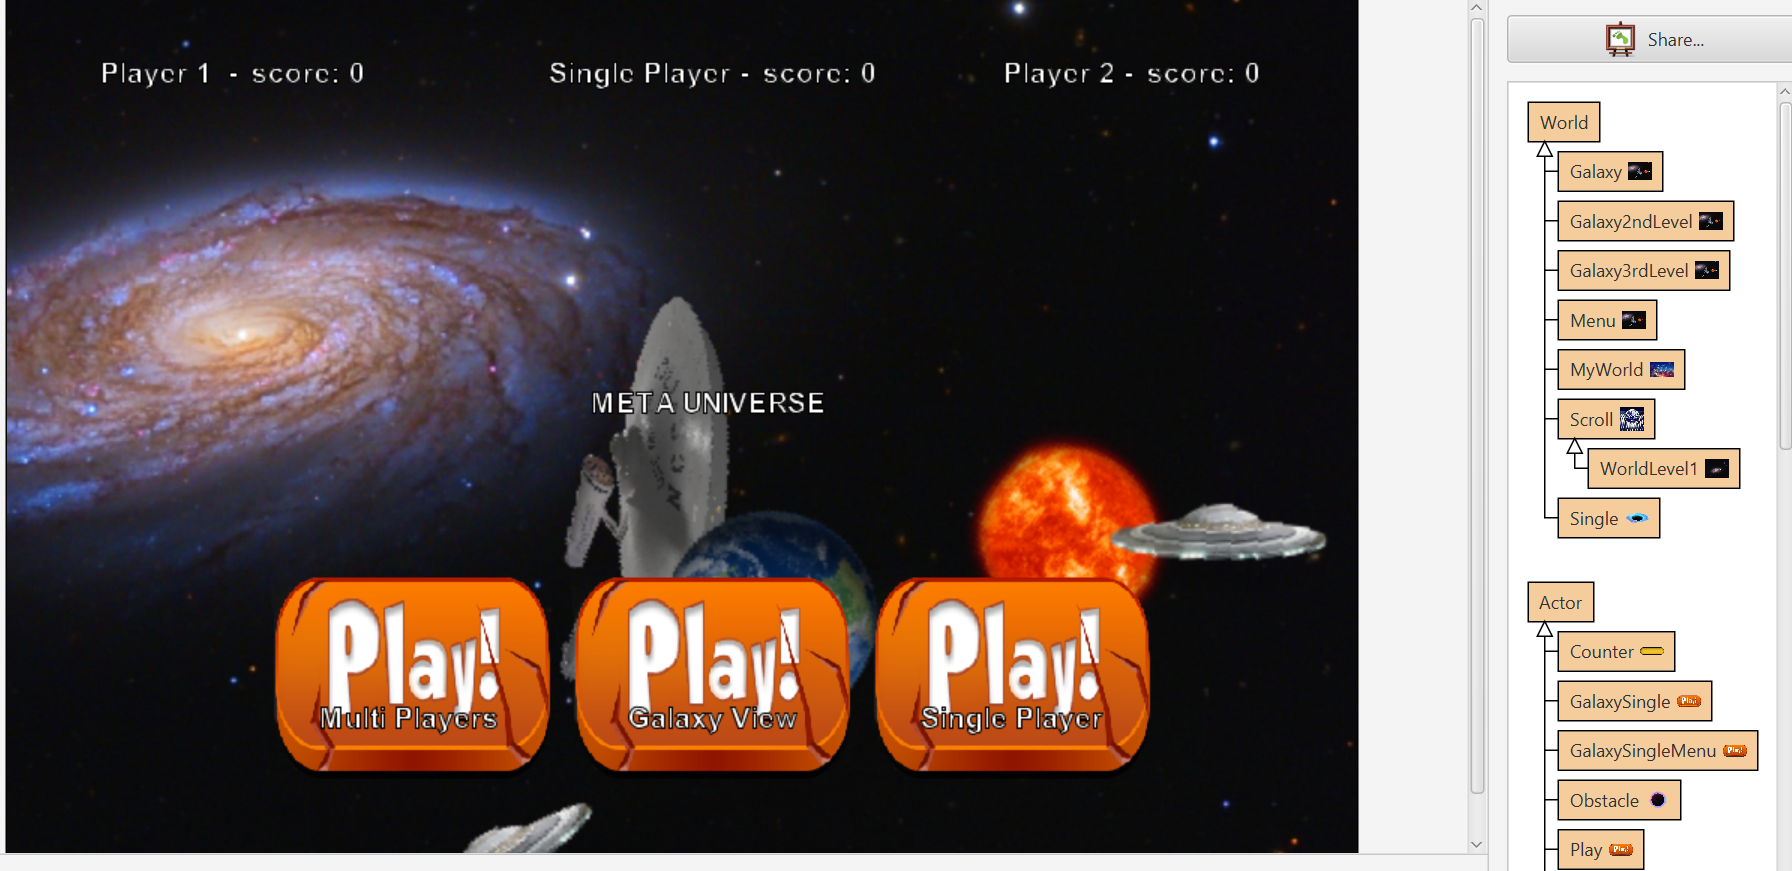 Player 1 - score: 0
Single Player - score: 0
Player 2 - score: 0
META UNIVERSE
Play!
Multi Players
Play!
Galaxy View
Play!
Single Player
Share...
World
Galaxy
Galaxy2ndLevel
Galaxy3rdLevel
Menu
MyWorld
Scroll
WorldLevel1
Single
Actor
Counter
GalaxySingle
GalaxySingleMenu
Obstacle
Play